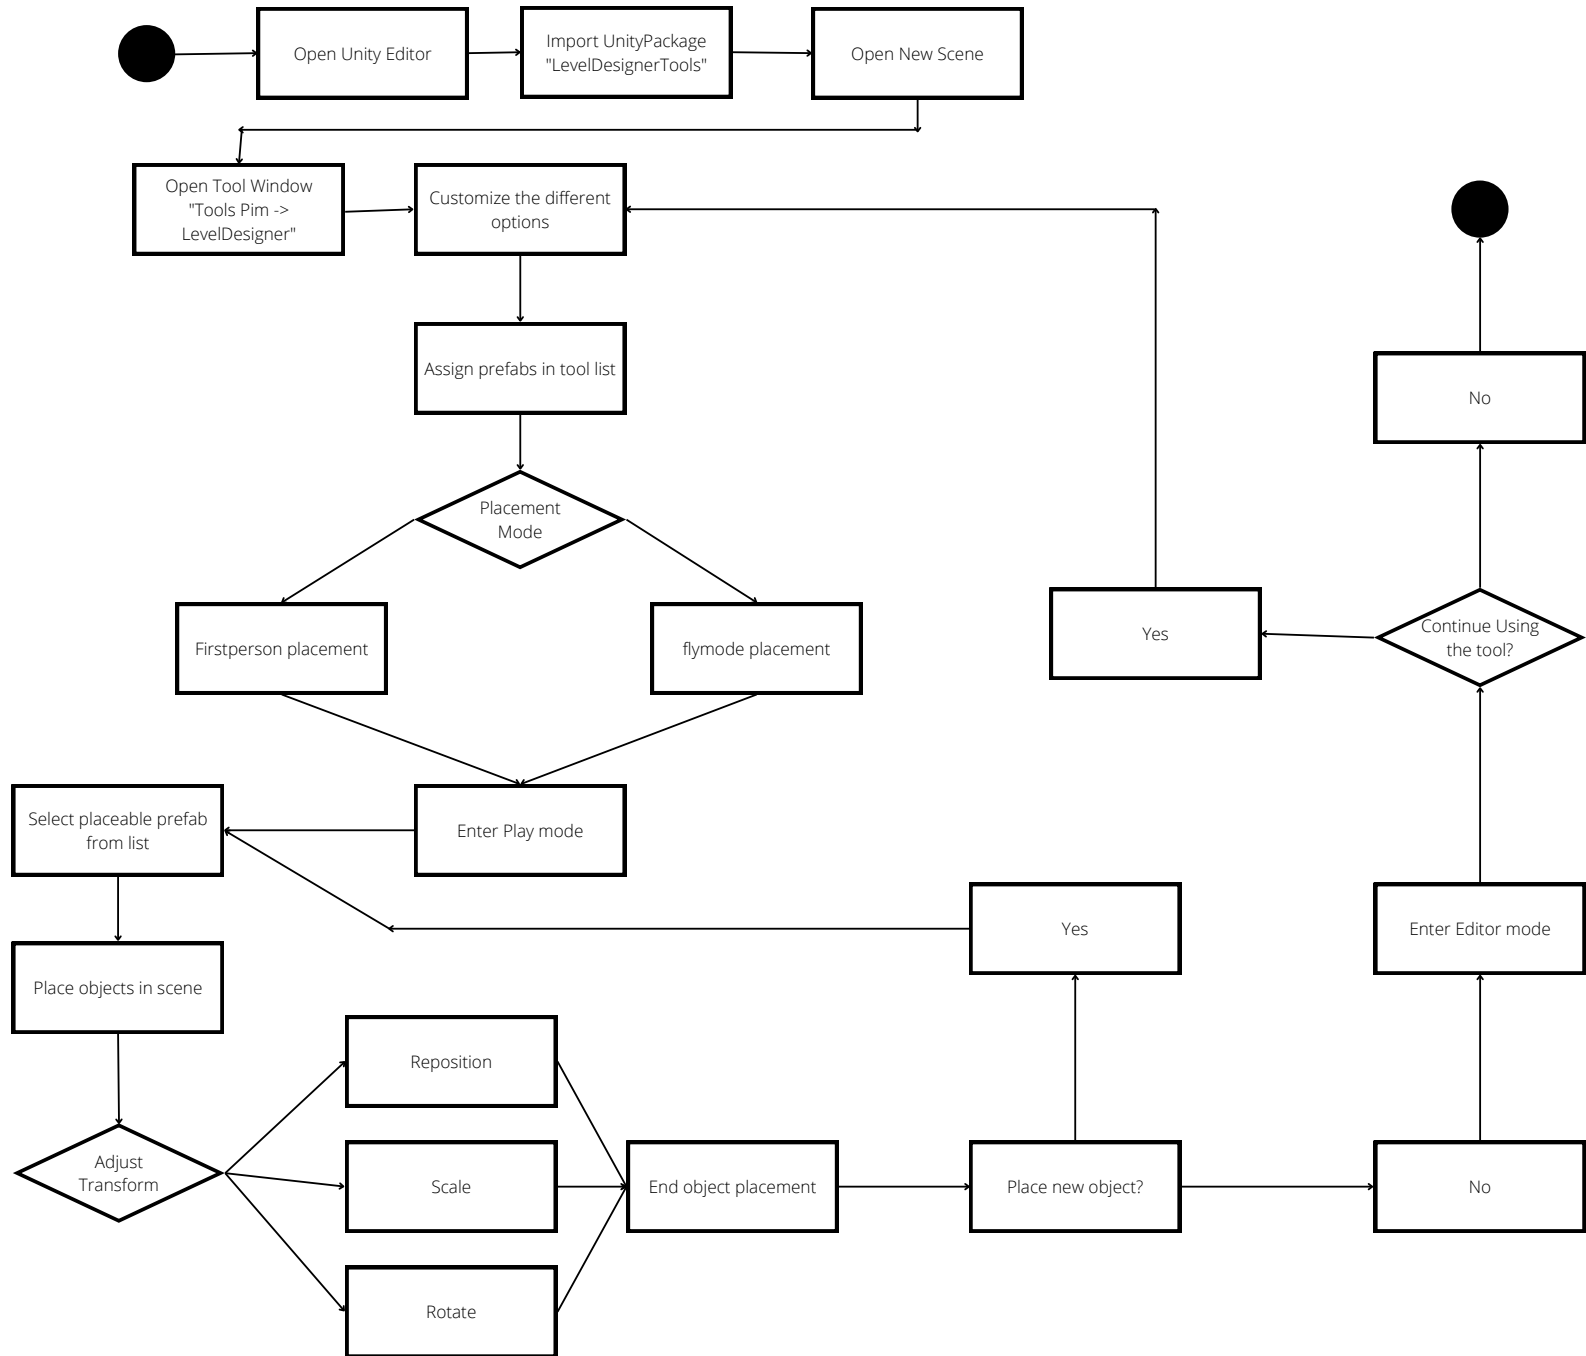 Open Unity Editor
Import UnityPackage
"LevelDesignerTools"
Open New Scene
Open Tool Window
"Tools Pim ->
LevelDesigner"
Customize the different
options
Assign prefabs in tool list
Placement
Mode
Firstperson placement
flymode placement
Enter Play mode
Select placeable prefab
from list
Place objects in scene
Adjust
Transform
Reposition
Scale
Rotate
End object placement
Place new object?
Yes
No
Enter Editor mode
Continue Using
the tool?
Yes
No